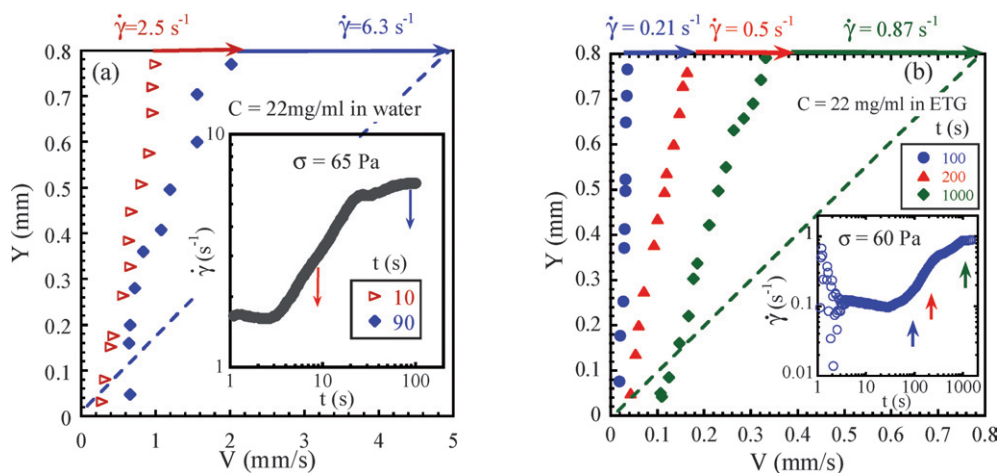 γ̇=2.5 s⁻¹
γ̇=6.3 s⁻¹
(a)
C = 22mg/ml in water
σ = 65 Pa
γ̇ (s⁻¹)
10
1
1
10
100
t (s)
t (s)
10
90
Y (mm)
0.8
0.7
0.6
0.5
0.4
0.3
0.2
0.1
0
0
1
2
3
4
5
V (mm/s)
γ̇ = 0.21 s⁻¹
γ̇ = 0.5 s⁻¹
γ̇ = 0.87 s⁻¹
(b)
C = 22 mg/ml in ETG
t (s)
100
200
1000
σ = 60 Pa
γ̇ (s⁻¹)
1
0.1
0.01
1
10
100
1000
t (s)
Y (mm)
0.8
0.7
0.6
0.5
0.4
0.3
0.2
0.1
0
0
0.1
0.2
0.3
0.4
0.5
0.6
0.7
0.8
V (mm/s)